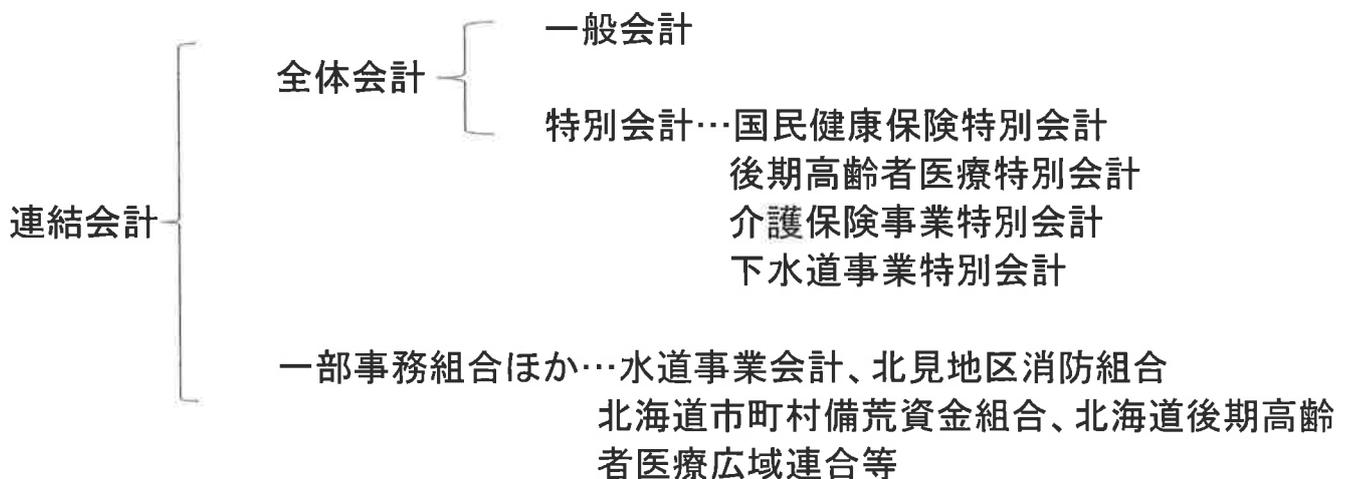 一般会計
全体会計
特別会計…国民健康保険特別会計
後期高齢者医療特別会計
連結会計
介護保険事業特別会計
下水道事業特別会計
一部事務組合ほか…水道事業会計、北見地区消防組合
北海道市町村備荒資金組合、北海道後期高齢
者医療広域連合等